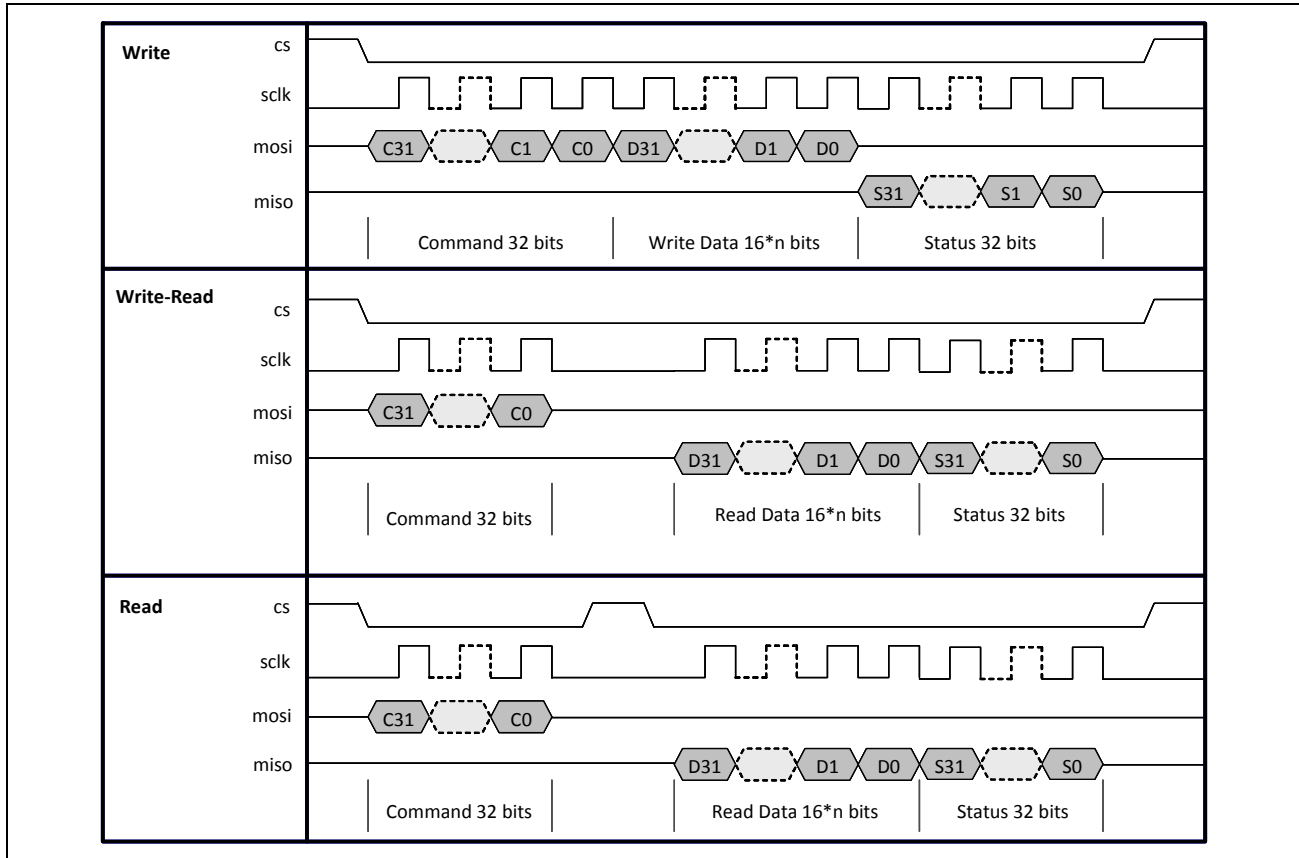 Write
cs
sclk
mosi C31 C1 C0 D31 D1 D0
miso S31 S1 S0
Command 32 bits Write Data 16*n bits Status 32 bits
Write-Read
cs
sclk
mosi C31 C0
miso D31 D1 D0 S31 S0
Command 32 bits Read Data 16*n bits Status 32 bits
Read cs
sclk
mosi C31 C0
miso D31 D1 D0 S31 S0
Command 32 bits Read Data 16*n bits Status 32 bits